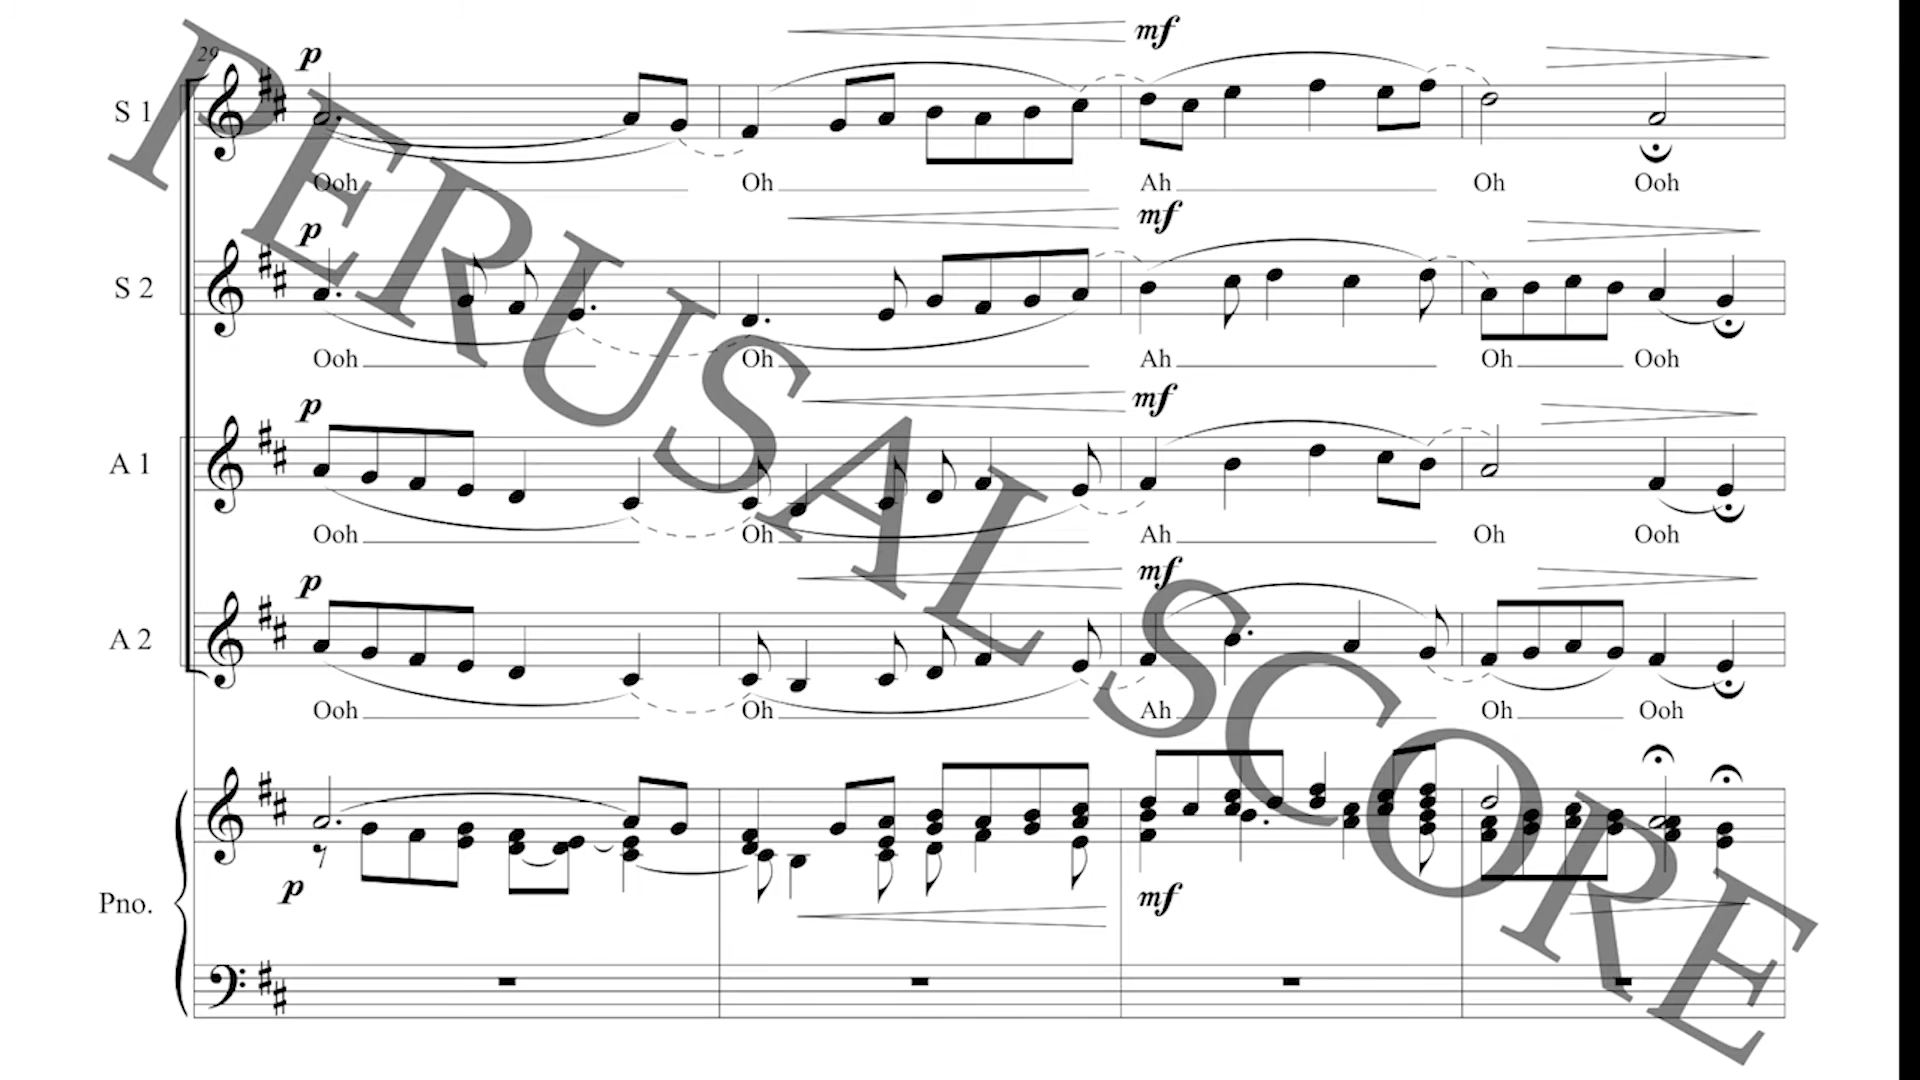 29
p
mf
S 1
Ooh Oh Ah Oh Ooh
p
mf
S 2
Ooh Oh Ah Oh Ooh
p
mf
A 1
Ooh Oh Ah Oh Ooh
p
mf
A 2
Ooh Oh Ah Oh Ooh
p
mf
Pno.
PERUSAL SCORE